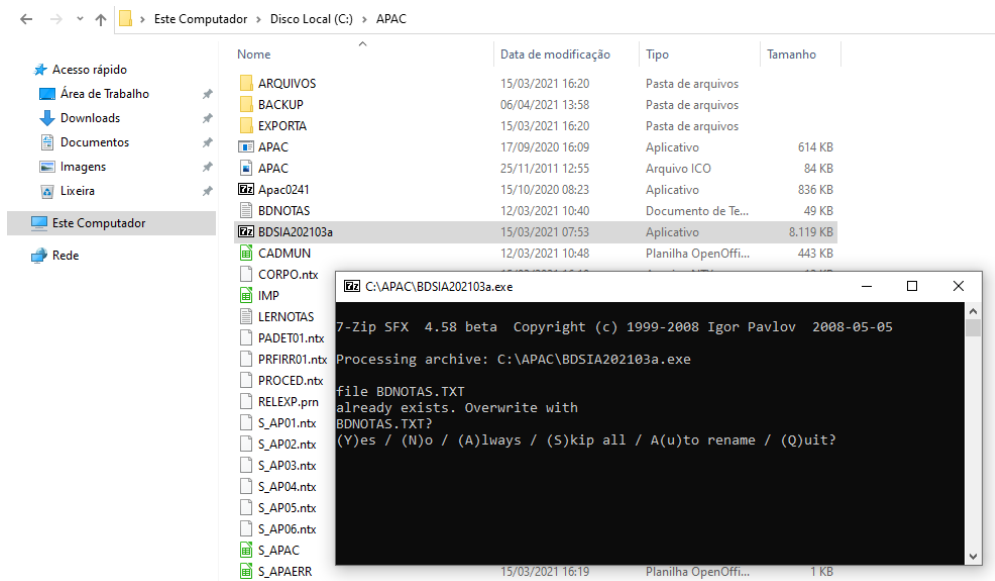 Este Computador > Disco Local (C:) > APAC
Nome Data de modificação Tipo Tamanho
Acesso rápido
Área de Trabalho
Downloads
Documentos
Imagens
Lixeira
Este Computador
Rede
ARQUIVOS 15/03/2021 16:20 Pasta de arquivos
BACKUP 06/04/2021 13:58 Pasta de arquivos
EXPORTA 15/03/2021 16:20 Pasta de arquivos
APAC 17/09/2020 16:09 Aplicativo 614 KB
APAC 25/11/2011 12:55 Arquivo ICO 84 KB
Apac0241 15/10/2020 08:23 Aplicativo 836 KB
BDNOTAS 12/03/2021 10:40 Documento de Te... 49 KB
BDSIA202103a 15/03/2021 07:53 Aplicativo 8.119 KB
CADMUN 12/03/2021 10:48 Planilha OpenOffi... 443 KB
CORPO.ntx
IMP
LERNOTAS
PADET01.ntx
PRFIRR01.ntx
PROCED.ntx
RELEXP.prn
S_AP01.ntx
S_AP02.ntx
S_AP03.ntx
S_AP04.ntx
S_AP05.ntx
S_AP06.ntx
S_APAC
S_APAERR 15/03/2021 16:19 Planilha OpenOffi... 1 KB
C:\APAC\BDSIA202103a.exe
7-Zip SFX 4.58 beta Copyright (c) 1999-2008 Igor Pavlov 2008-05-05
Processing archive: C:\APAC\BDSIA202103a.exe
file BDNOTAS.TXT
already exists. Overwrite with
BDNOTAS.TXT?
(Y)es / (N)o / (A)lways / (S)kip all / A(u)to rename / (Q)uit?